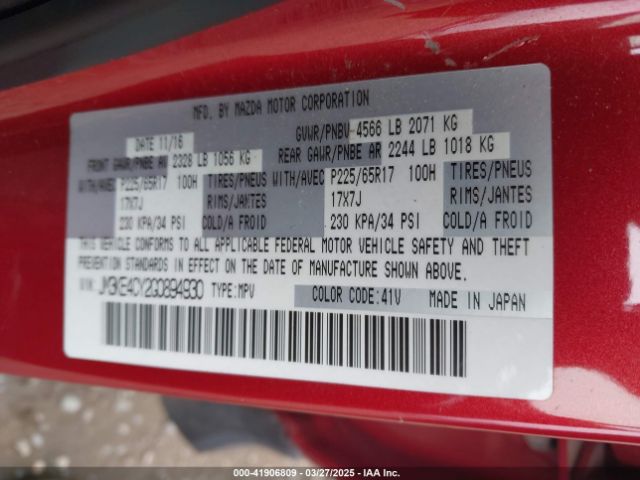 MFD. BY MAZDA MOTOR CORPORATION
DATE 11/16 GVWR/PNBV 4566 LB 2071 KG
FRONT GAWR/PNBE AV 2328 LB 1056 KG REAR GAWR/PNBE AR 2244 LB 1018 KG
WITH/AVEC P225/65R17 100H TIRES/PNEUS WITH/AVEC P225/65R17 100H TIRES/PNEUS
17X7J RIMS/JANTES 17X7J RIMS/JANTES
230 KPA/34 PSI COLD/A FROID 230 KPA/34 PSI COLD/A FROID
THIS VEHICLE CONFORMS TO ALL APPLICABLE FEDERAL MOTOR VEHICLE SAFETY AND THEFT
PREVENTION STANDARDS IN EFFECT ON THE DATE OF MANUFACTURE SHOWN ABOVE.
VIN: JM3KE4CY2G0894930 TYPE:MPV COLOR CODE:41V MADE IN JAPAN
000-41906809 • 03/27/2025 - IAA Inc.